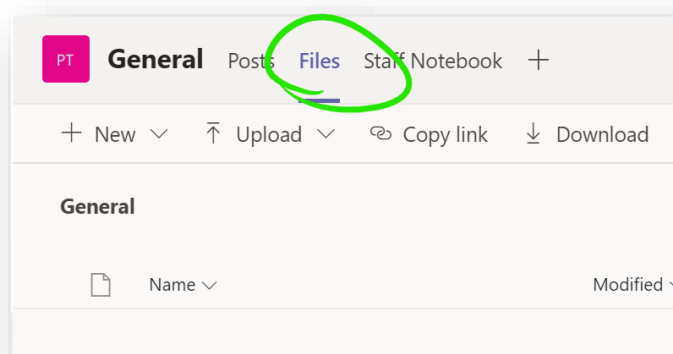 PT General Posts Files Staff Notebook
New Upload Copy link Download
General
Name Modified